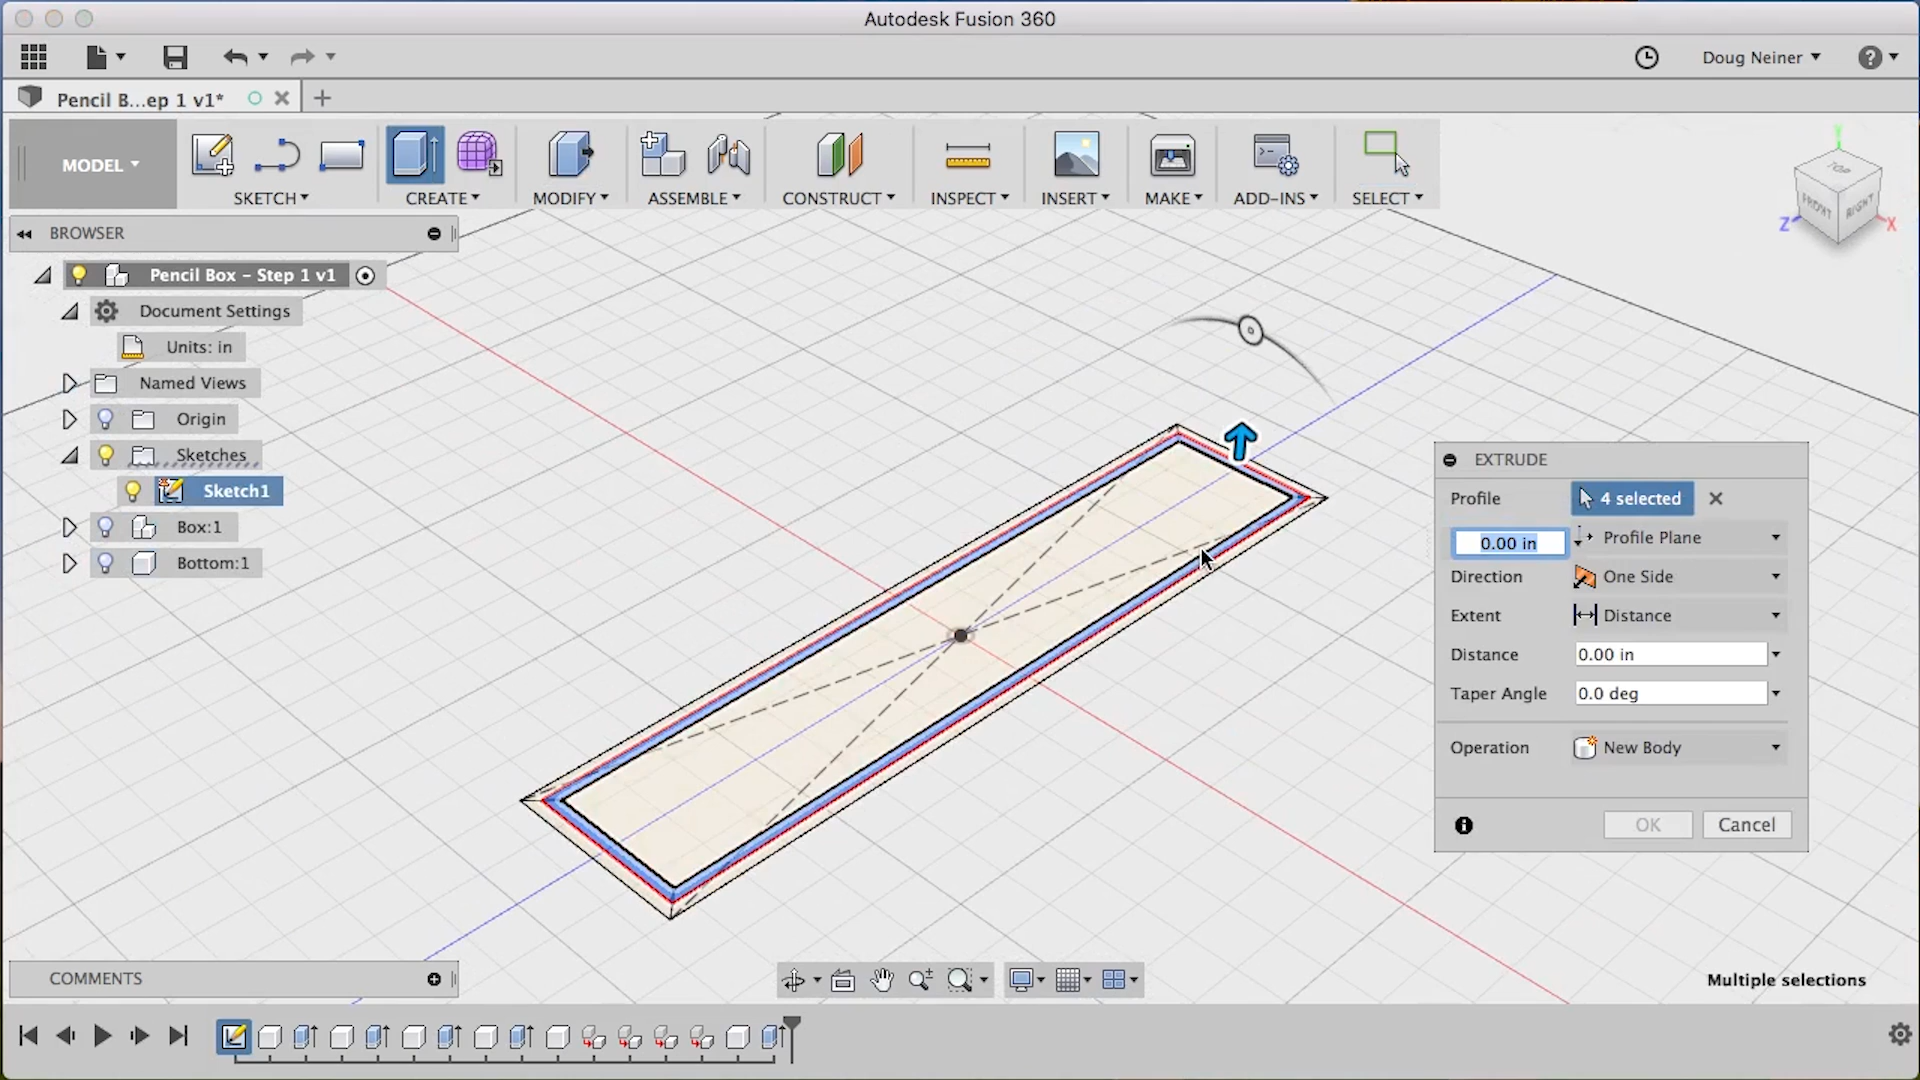 Autodesk Fusion 360
Doug Neiner
Pencil B...ep 1 v1*
MODEL
SKETCH
CREATE
MODIFY
ASSEMBLE
CONSTRUCT
INSPECT
INSERT
MAKE
ADD-INS
SELECT
TOP
FRONT
RIGHT
Y
Z
X
BROWSER
Pencil Box - Step 1 v1
Document Settings
Units: in
Named Views
Origin
Sketches
Sketch1
Box:1
Bottom:1
EXTRUDE
Profile 4 selected
0.00 in Profile Plane
Direction One Side
Extent Distance
Distance 0.00 in
Taper Angle 0.0 deg
Operation New Body
OK Cancel
COMMENTS
Multiple selections